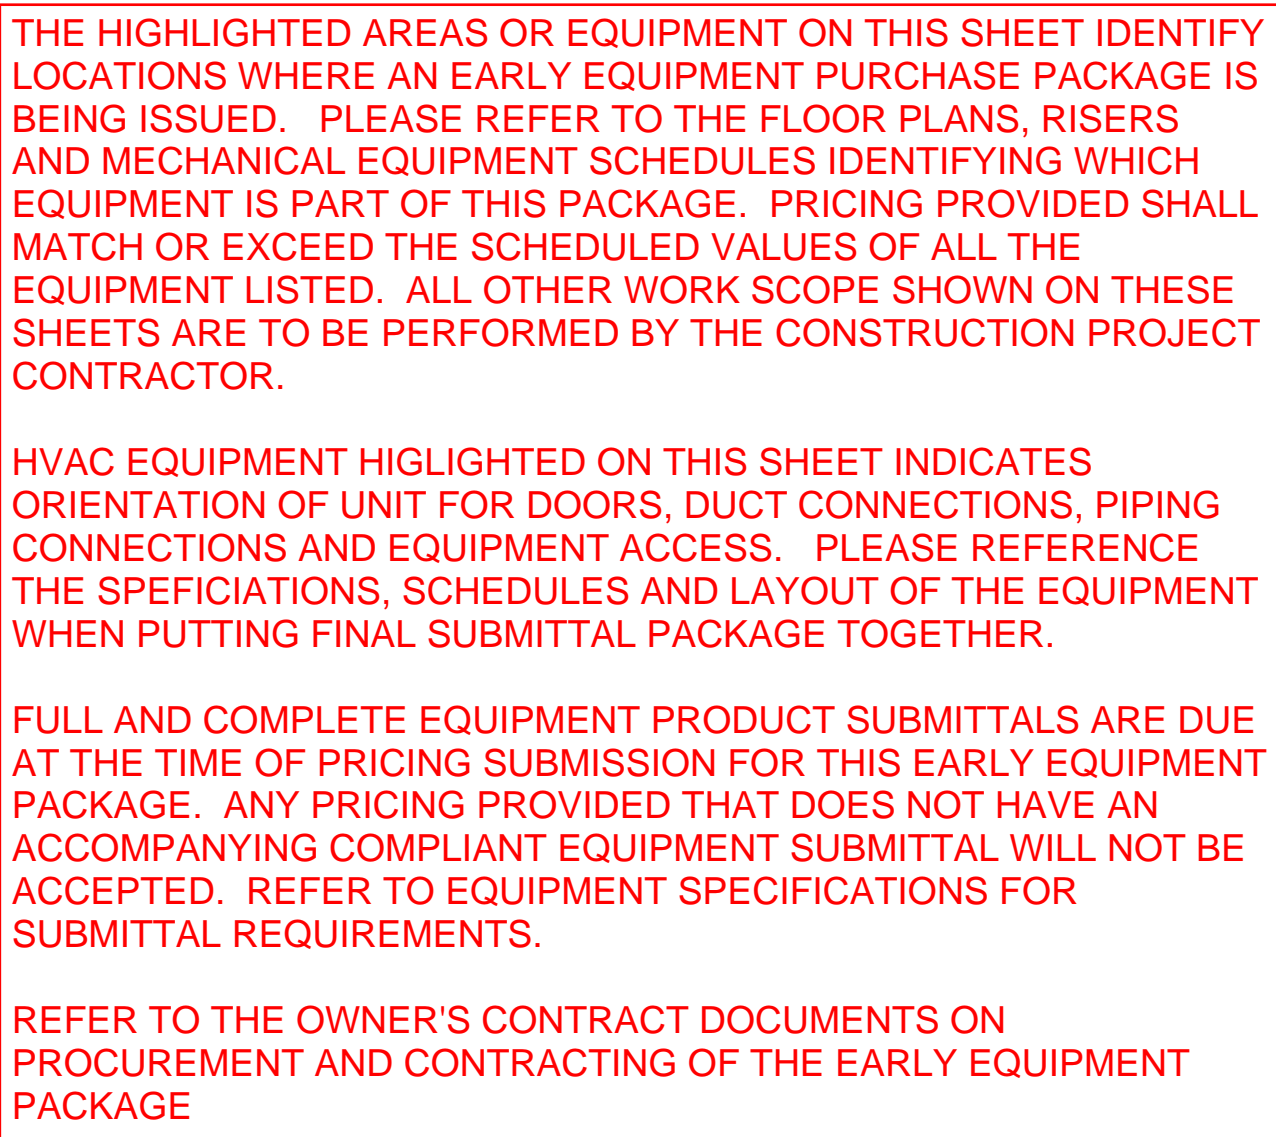 THE HIGHLIGHTED AREAS OR EQUIPMENT ON THIS SHEET IDENTIFY
LOCATIONS WHERE AN EARLY EQUIPMENT PURCHASE PACKAGE IS
BEING ISSUED.   PLEASE REFER TO THE FLOOR PLANS, RISERS
AND MECHANICAL EQUIPMENT SCHEDULES IDENTIFYING WHICH
EQUIPMENT IS PART OF THIS PACKAGE.  PRICING PROVIDED SHALL
MATCH OR EXCEED THE SCHEDULED VALUES OF ALL THE
EQUIPMENT LISTED.  ALL OTHER WORK SCOPE SHOWN ON THESE
SHEETS ARE TO BE PERFORMED BY THE CONSTRUCTION PROJECT
CONTRACTOR.

HVAC EQUIPMENT HIGLIGHTED ON THIS SHEET INDICATES
ORIENTATION OF UNIT FOR DOORS, DUCT CONNECTIONS, PIPING
CONNECTIONS AND EQUIPMENT ACCESS.   PLEASE REFERENCE
THE SPEFICIATIONS, SCHEDULES AND LAYOUT OF THE EQUIPMENT
WHEN PUTTING FINAL SUBMITTAL PACKAGE TOGETHER.

FULL AND COMPLETE EQUIPMENT PRODUCT SUBMITTALS ARE DUE
AT THE TIME OF PRICING SUBMISSION FOR THIS EARLY EQUIPMENT
PACKAGE.  ANY PRICING PROVIDED THAT DOES NOT HAVE AN
ACCOMPANYING COMPLIANT EQUIPMENT SUBMITTAL WILL NOT BE
ACCEPTED.  REFER TO EQUIPMENT SPECIFICATIONS FOR
SUBMITTAL REQUIREMENTS.

REFER TO THE OWNER'S CONTRACT DOCUMENTS ON
PROCUREMENT AND CONTRACTING OF THE EARLY EQUIPMENT
PACKAGE